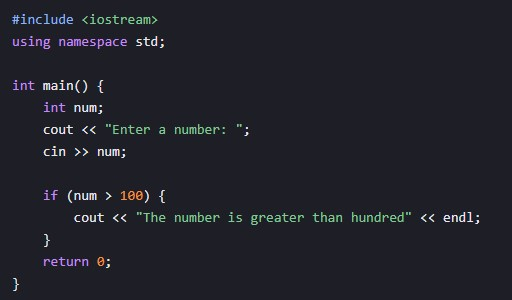 #include <iostream>
using namespace std;
int main() {
    int num;
    cout << "Enter a number: ";
    cin >> num;
    if (num > 100) {
        cout << "The number is greater than hundred" << endl;
    }
    return 0;
}